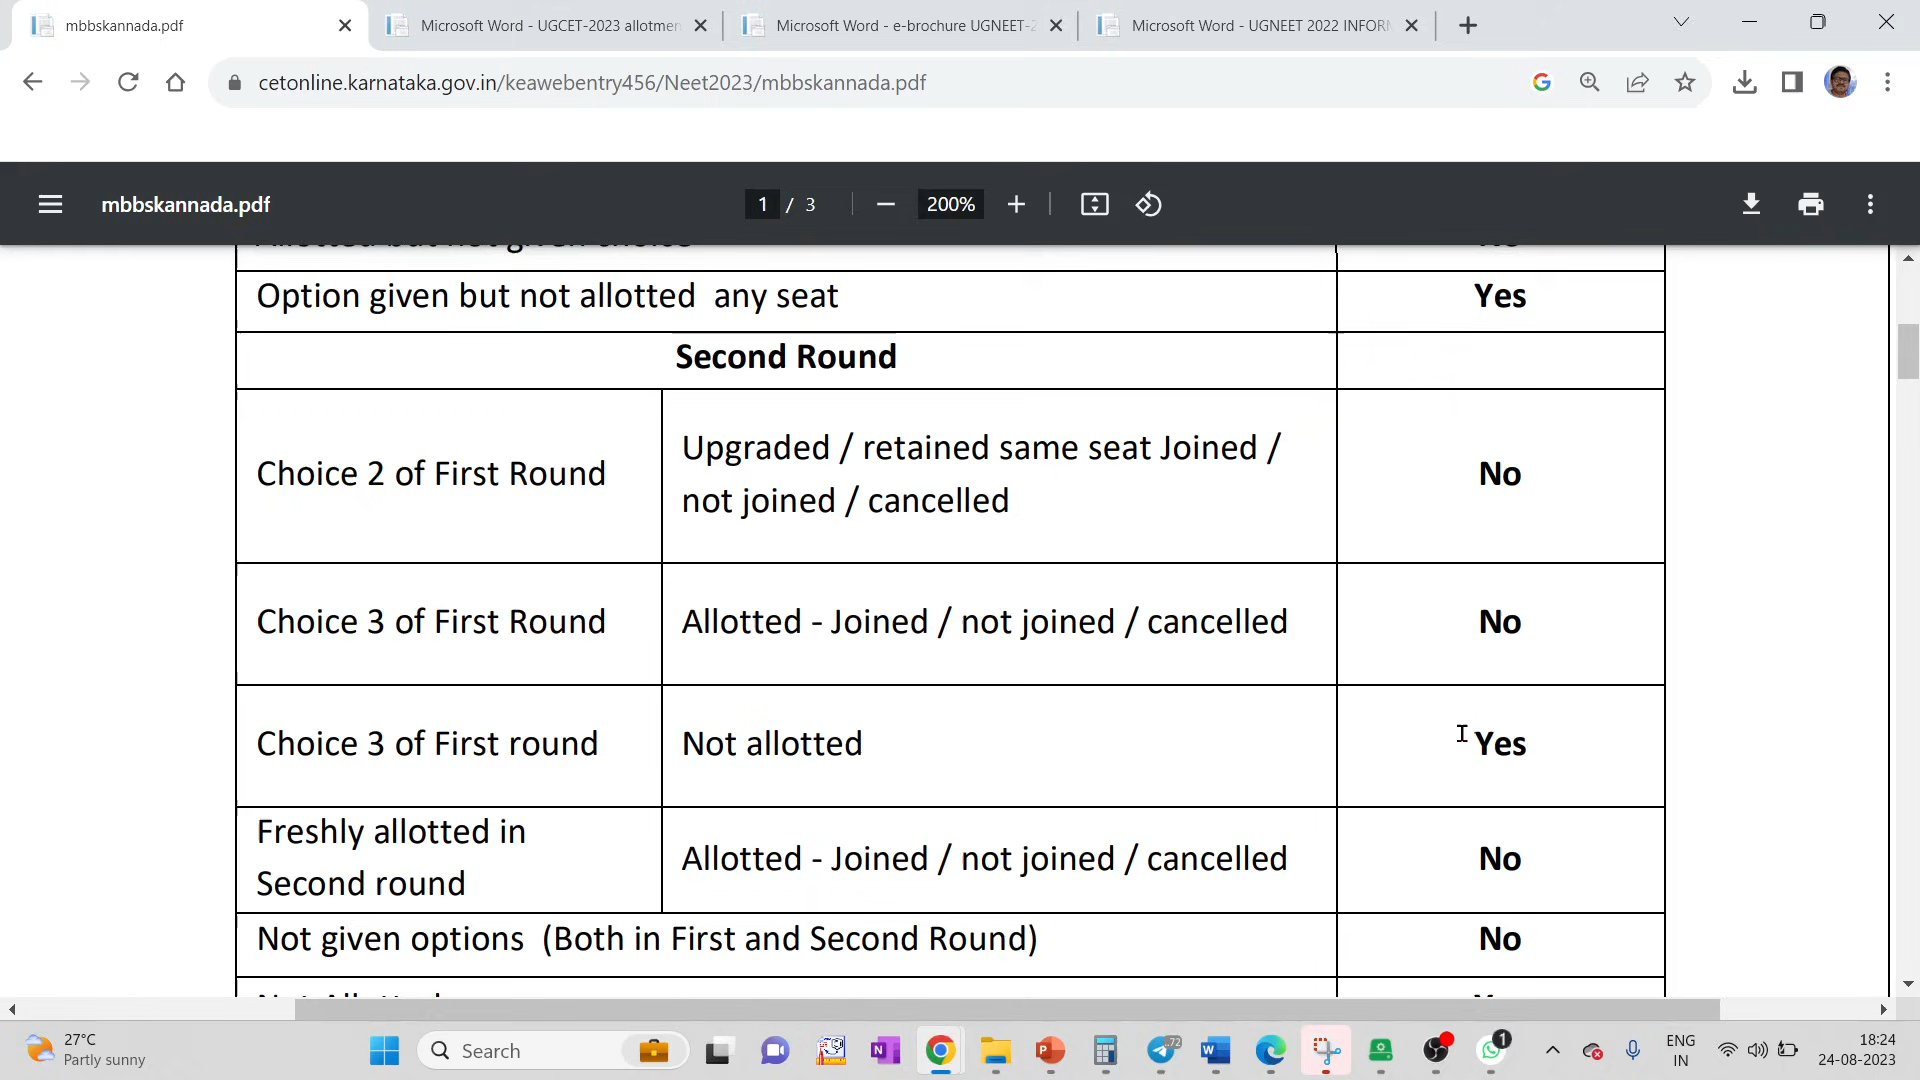 mbbskannada.pdf
Microsoft Word - UGCET-2023 allotmen
Microsoft Word - e-brochure UGNEET-2
Microsoft Word - UGNEET 2022 INFOR
cetonline.karnataka.gov.in/keawebentry456/Neet2023/mbbskannada.pdf
mbbskannada.pdf
1 / 3
200%
Option given but not allotted any seat
Yes
Second Round
Choice 2 of First Round
Upgraded / retained same seat Joined /
not joined / cancelled
No
Choice 3 of First Round
Allotted - Joined / not joined / cancelled
No
Choice 3 of First round
Not allotted
Yes
Freshly allotted in
Second round
Allotted - Joined / not joined / cancelled
No
Not given options (Both in First and Second Round)
No
27°C
Partly sunny
Search
72
1
ENG
IN
18:24
24-08-2023